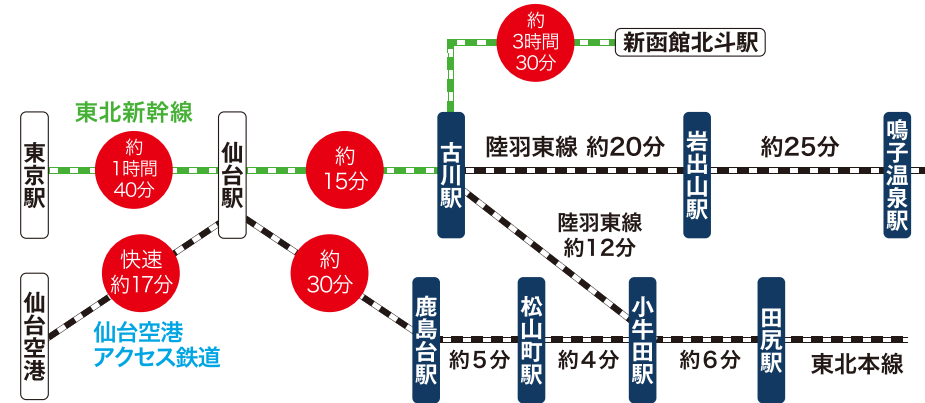 約
3時間
30分
新函館北斗駅
東北新幹線
東京駅
約
1時間
40分
仙台駅
約
15分
古川駅
陸羽東線 約20分
岩出山駅
約25分
鳴子温泉駅
陸羽東線
約12分
快速
約17分
約
30分
仙台空港
仙台空港
アクセス鉄道
鹿島台駅
約5分
松山町駅
約4分
小牛田駅
約6分
田尻駅
東北本線